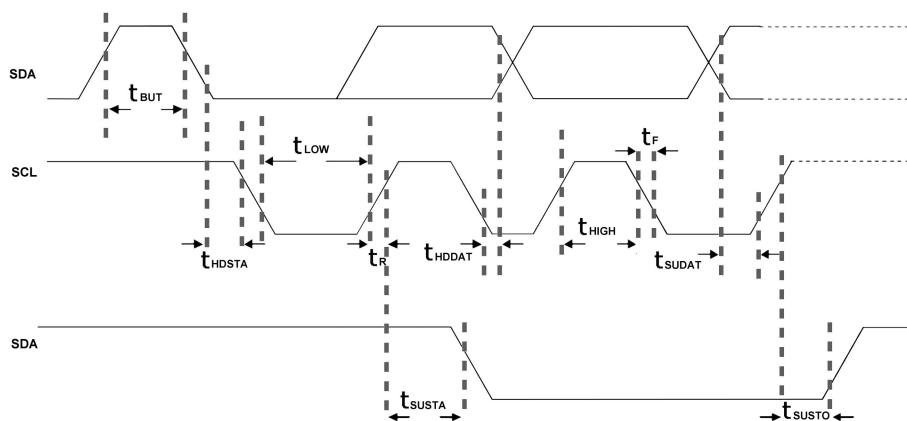 SDA
tBUT
tF
tLOW
SCL
tHIGH
tHDSTA
tR
tHDDAT
tSUDAT
SDA
tSUSTA
tSUSTO